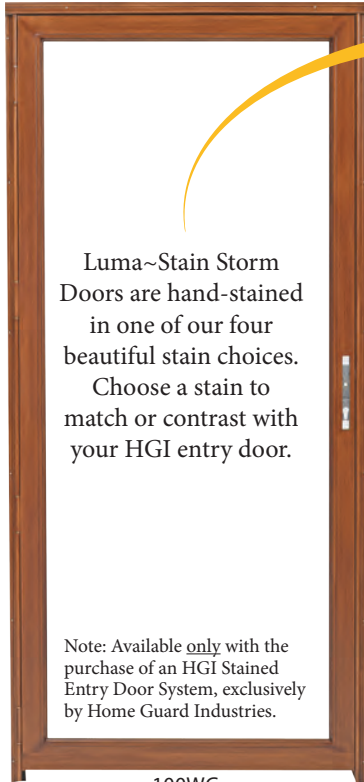 Luma~Stain Storm
Doors are hand-stained
in one of our four
beautiful stain choices.
Choose a stain to
match or contrast with
your HGI entry door.
Note: Available only with the
purchase of an HGI Stained
Entry Door System, exclusively
by Home Guard Industries.